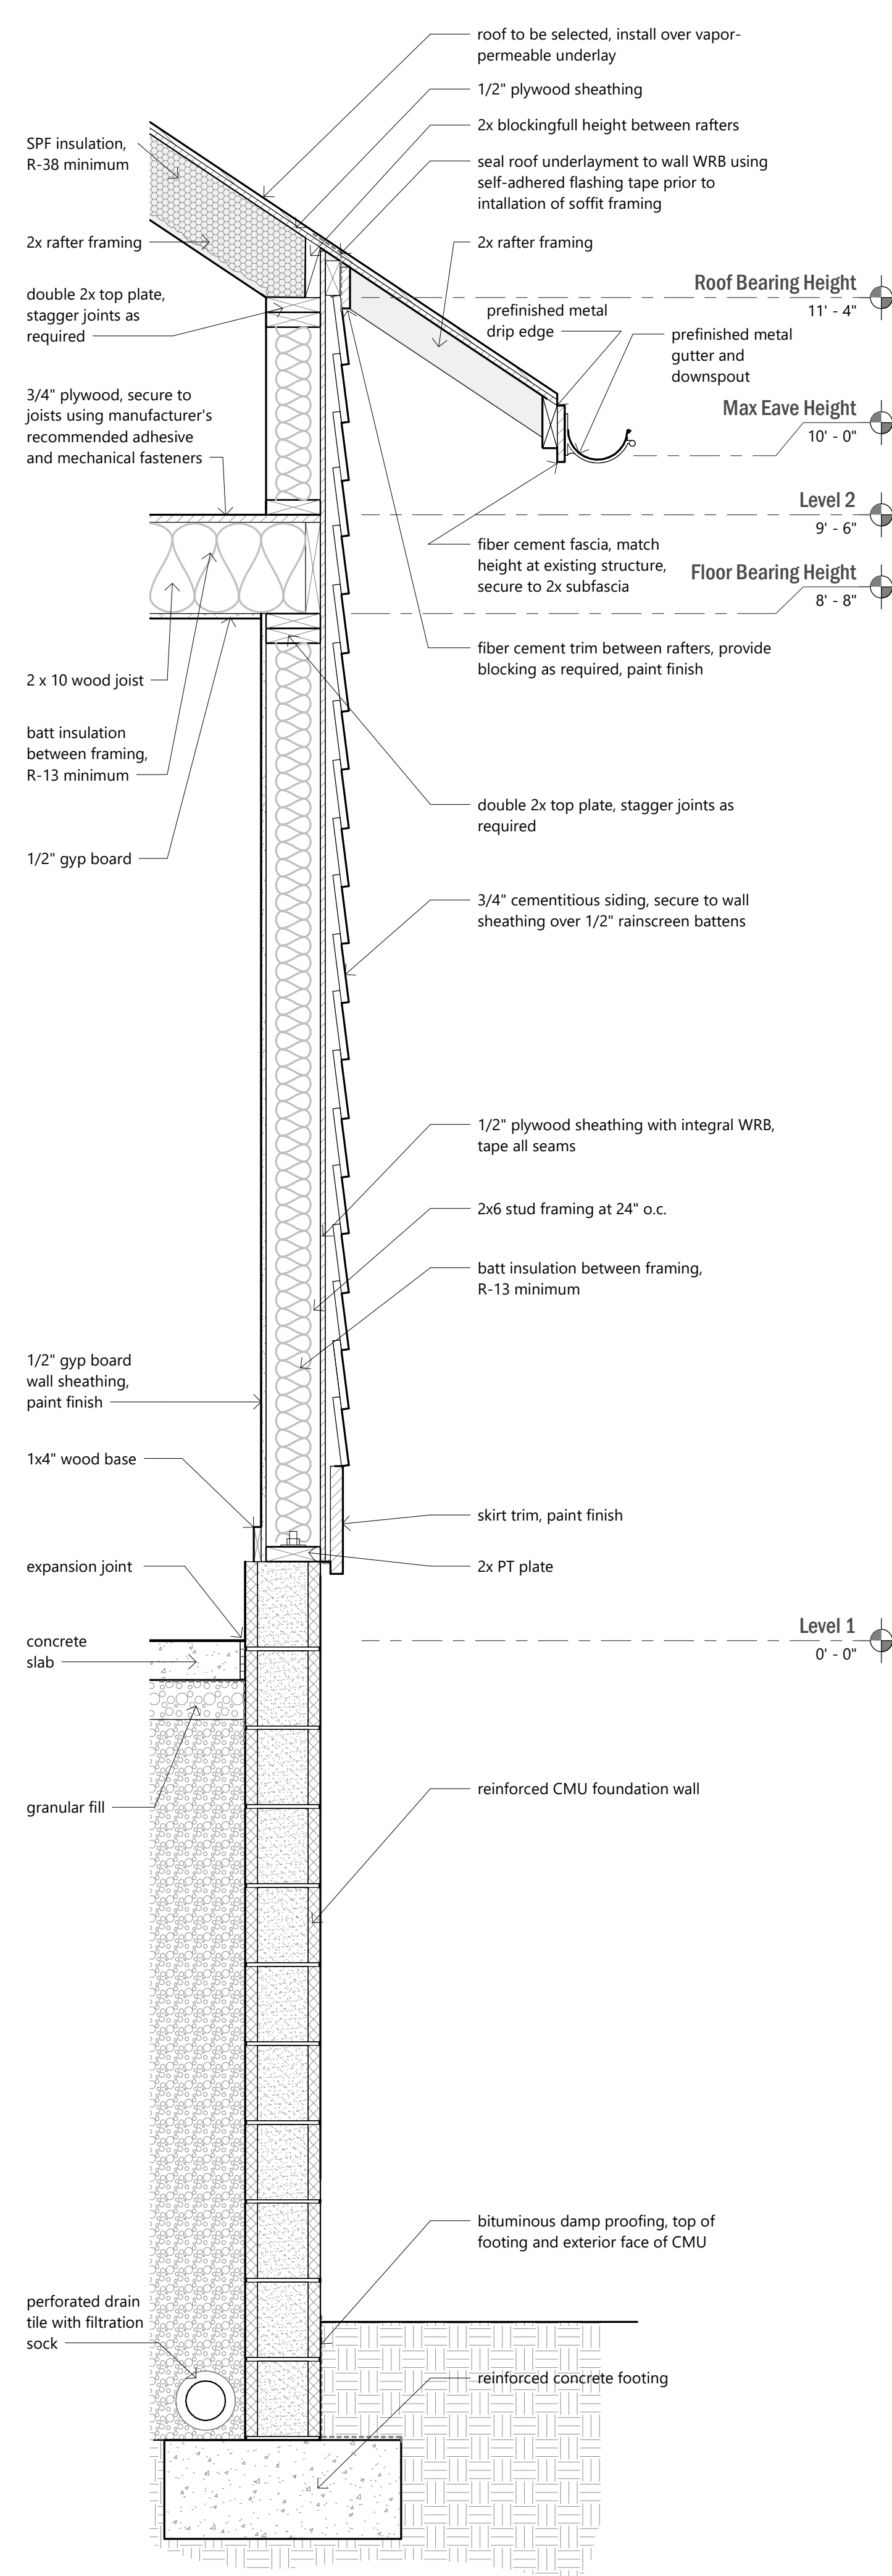 roof to be selected, install over vapor-
permeable underlay
1/2" plywood sheathing
2x blockingfull height between rafters
SPF insulation,
R-38 minimum
seal roof underlayment to wall WRB using
self-adhered flashing tape prior to
intallation of soffit framing
2x rafter framing
2x rafter framing
Roof Bearing Height
11' - 4"
double 2x top plate,
stagger joints as
required
prefinished metal
drip edge
prefinished metal
gutter and
downspout
3/4" plywood, secure to
joists using manufacturer's
recommended adhesive
and mechanical fasteners
Max Eave Height
10' - 0"
Level 2
9' - 6"
fiber cement fascia, match
height at existing structure,
secure to 2x subfascia
Floor Bearing Height
8' - 8"
fiber cement trim between rafters, provide
blocking as required, paint finish
2 x 10 wood joist
batt insulation
between framing,
R-13 minimum
double 2x top plate, stagger joints as
required
1/2" gyp board
3/4" cementitious siding, secure to wall
sheathing over 1/2" rainscreen battens
1/2" plywood sheathing with integral WRB,
tape all seams
2x6 stud framing at 24" o.c.
batt insulation between framing,
R-13 minimum
1/2" gyp board
wall sheathing,
paint finish
1x4" wood base
skirt trim, paint finish
expansion joint
2x PT plate
concrete
slab
Level 1
0' - 0"
granular fill
reinforced CMU foundation wall
bituminous damp proofing, top of
footing and exterior face of CMU
perforated drain
tile with filtration
sock
reinforced concrete footing